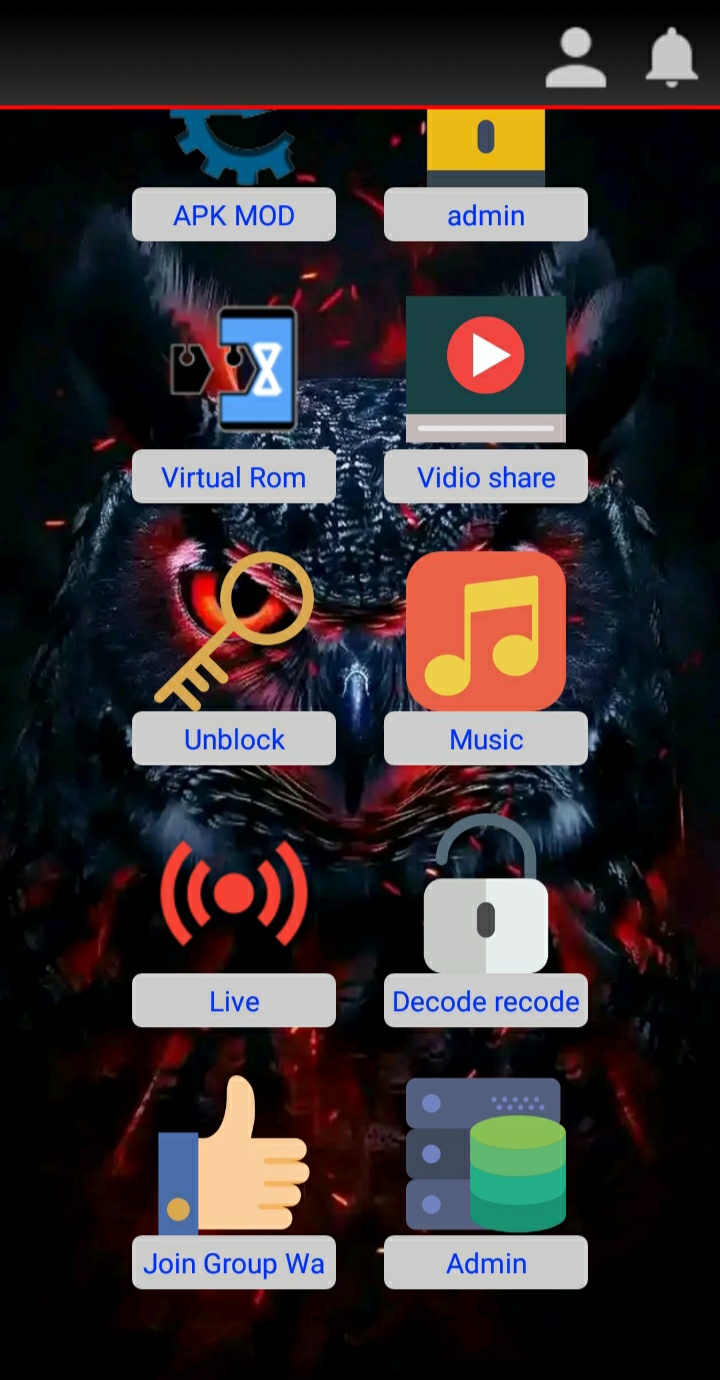 APK MOD
admin
Virtual Rom
Vidio share
Unblock
Music
Live
Decode recode
Join Group Wa
Admin